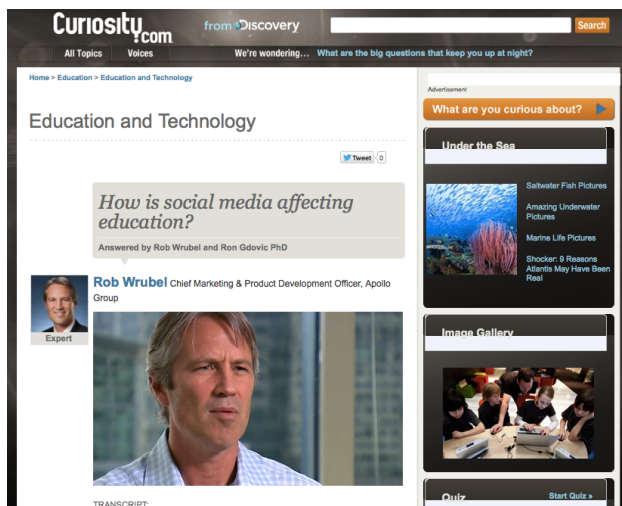 Curiosity.com
from Discovery
Search
All Topics Voices We're wondering... What are the big questions that keep you up at night?
Home > Education > Education and Technology
Education and Technology
Tweet 0
How is social media affecting
education?
Answered by Rob Wrubel and Ron Gdovic PhD
Rob Wrubel Chief Marketing & Product Development Officer, Apollo
Group
Expert
TRANSCRIPT:
Advertisement
What are you curious about?
Under the Sea
Saltwater Fish Pictures
Amazing Underwater
Pictures
Marine Life Pictures
Shocker: 9 Reasons
Atlantis May Have Been
Real
Image Gallery
Quiz Start Quiz »